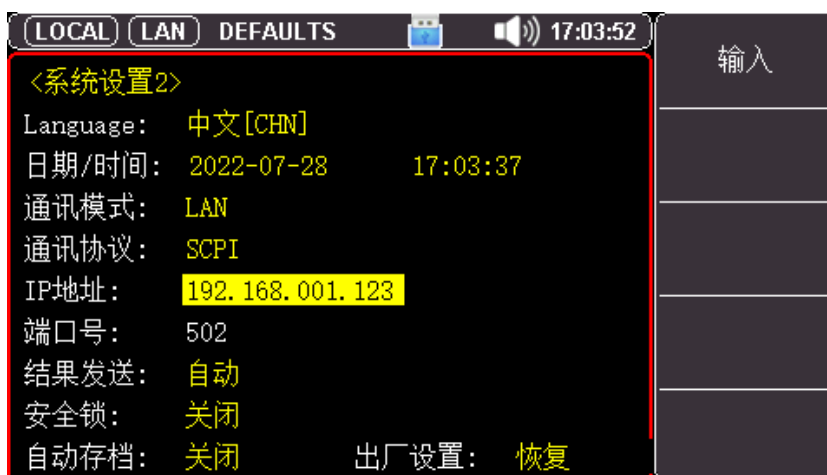 LOCAL LAN DEFAULTS 17:03:52
输入
<系统设置2>
Language: 中文[CHN]
日期/时间: 2022-07-28 17:03:37
通讯模式: LAN
通讯协议: SCPI
IP地址: 192.168.001.123
端口号: 502
结果发送: 自动
安全锁: 关闭
自动存档: 关闭 出厂设置: 恢复